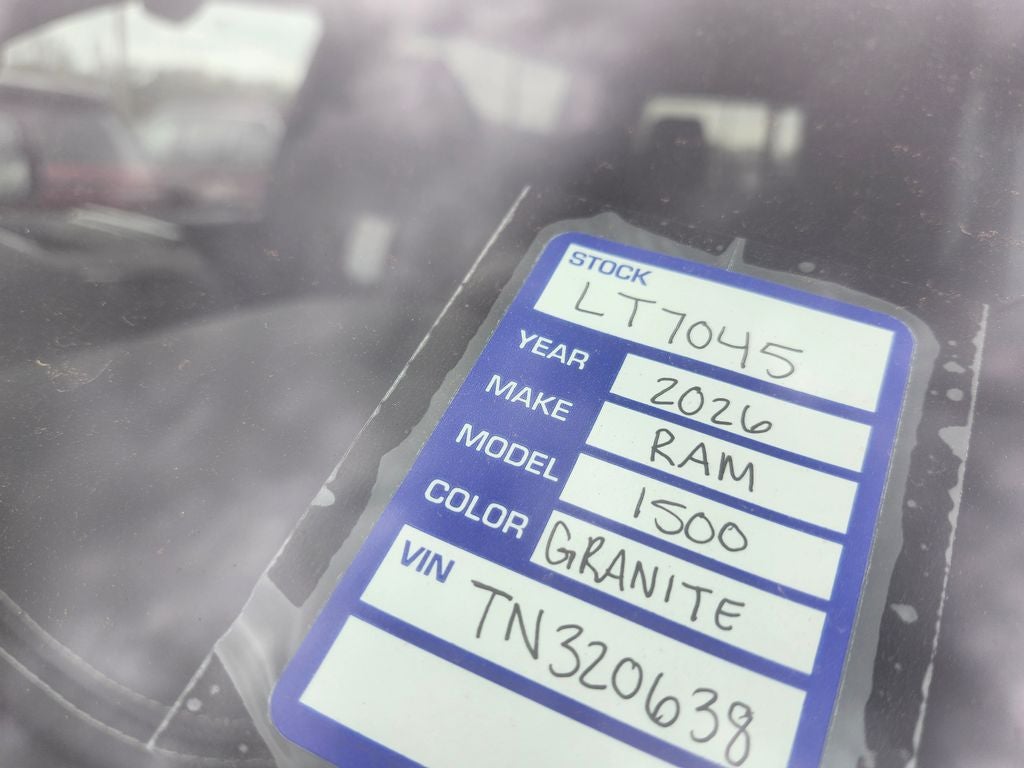 STOCK
LT7045
YEAR 2026
MAKE RAM
MODEL 1500
COLOR GRANITE
VIN TN320638